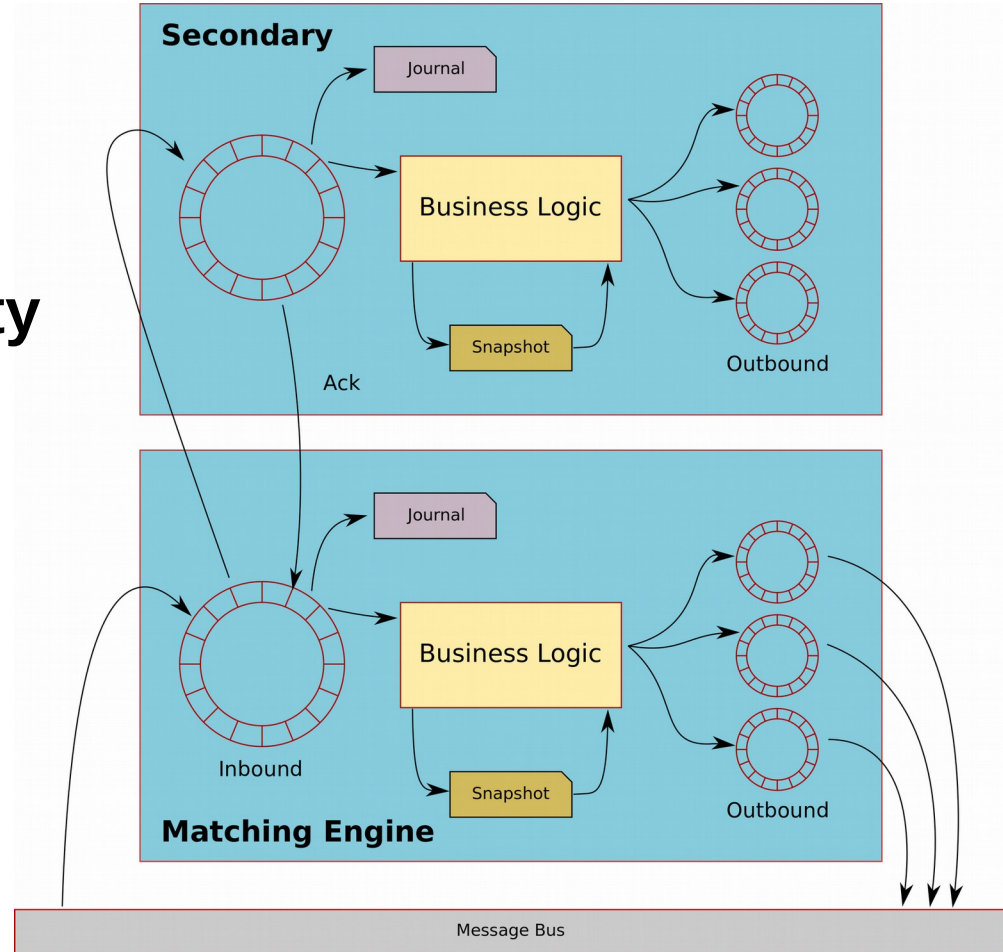 Secondary
Journal
Business Logic
Snapshot
Outbound
Ack
Journal
Business Logic
Inbound
Snapshot
Outbound
Matching Engine
Message Bus